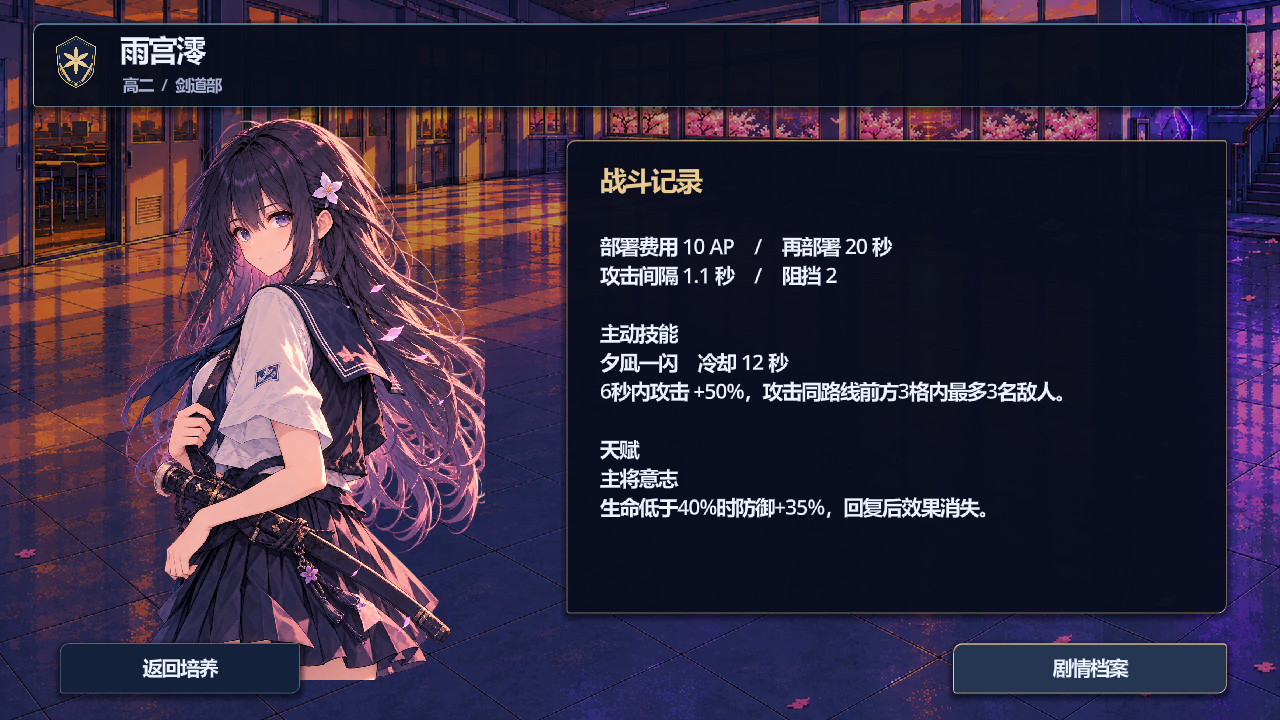 雨宫澪
高二 / 剑道部
战斗记录
部署费用 10 AP / 再部署 20 秒
攻击间隔 1.1 秒 / 阻挡 2
主动技能
夕凪一闪 冷却 12 秒
6秒内攻击 +50%，攻击同路线前方3格内最多3名敌人。
天赋
主将意志
生命低于40%时防御+35%，回复后效果消失。
返回培养
剧情档案